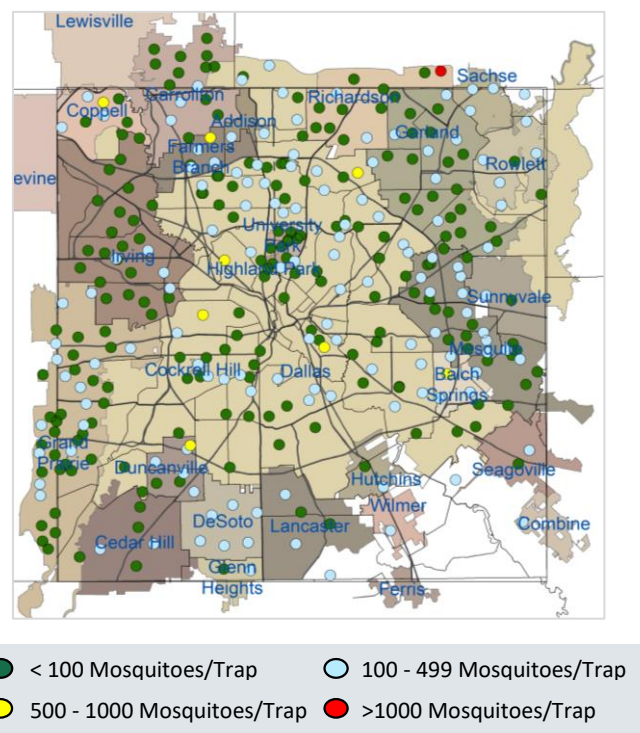 Lewisville
Sachse
Carrollton
Richardson
Coppell
Addison
Garland
Farmers
Branch
Rowlett
evine
University
Park
Irving
Highland Park
Sunnyvale
Mesquite
Cockrell Hill
Dallas
Balch
Springs
Grand
Prairie
Duncanville
Seagoville
Hutchins
Wilmer
DeSoto
Lancaster
Combine
Cedar Hill
Glenn
Heights
Ferris
< 100 Mosquitoes/Trap
100 - 499 Mosquitoes/Trap
500 - 1000 Mosquitoes/Trap
>1000 Mosquitoes/Trap